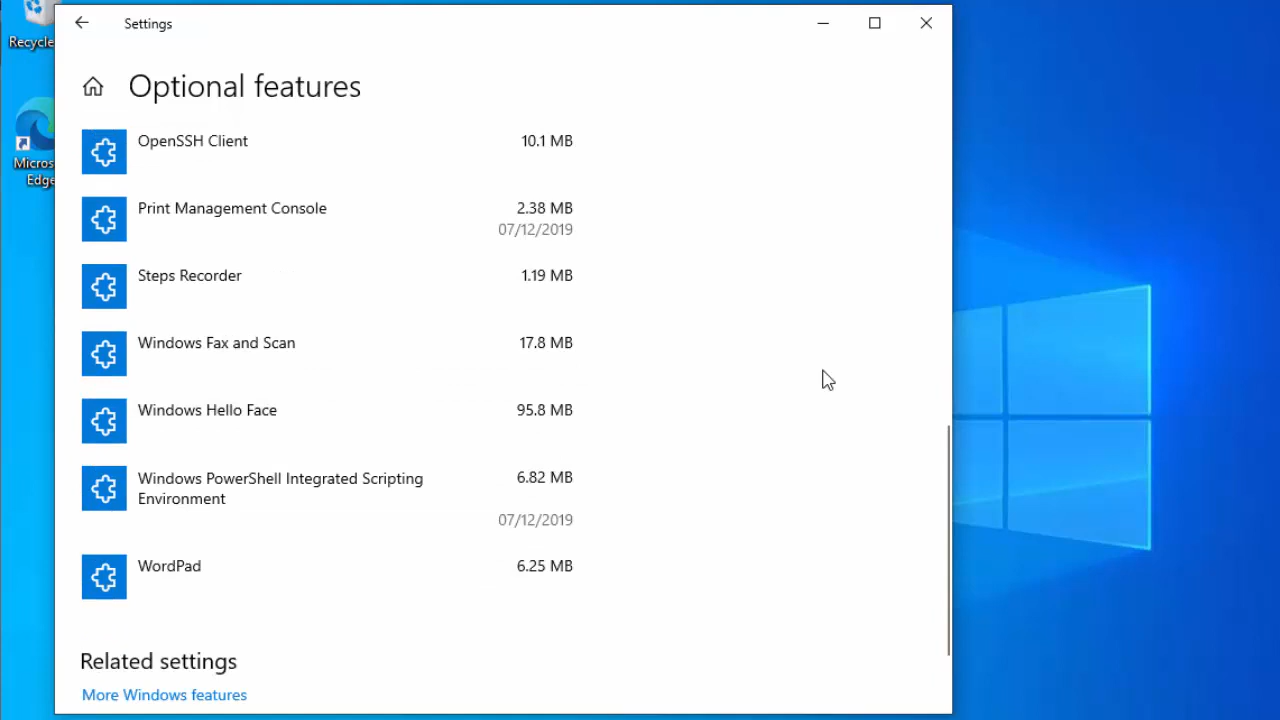 Recycle
Micros
Edge
Settings
Optional features
OpenSSH Client 10.1 MB
Print Management Console 2.38 MB
07/12/2019
Steps Recorder 1.19 MB
Windows Fax and Scan 17.8 MB
Windows Hello Face 95.8 MB
Windows PowerShell Integrated Scripting 6.82 MB
Environment
07/12/2019
WordPad 6.25 MB
Related settings
More Windows features